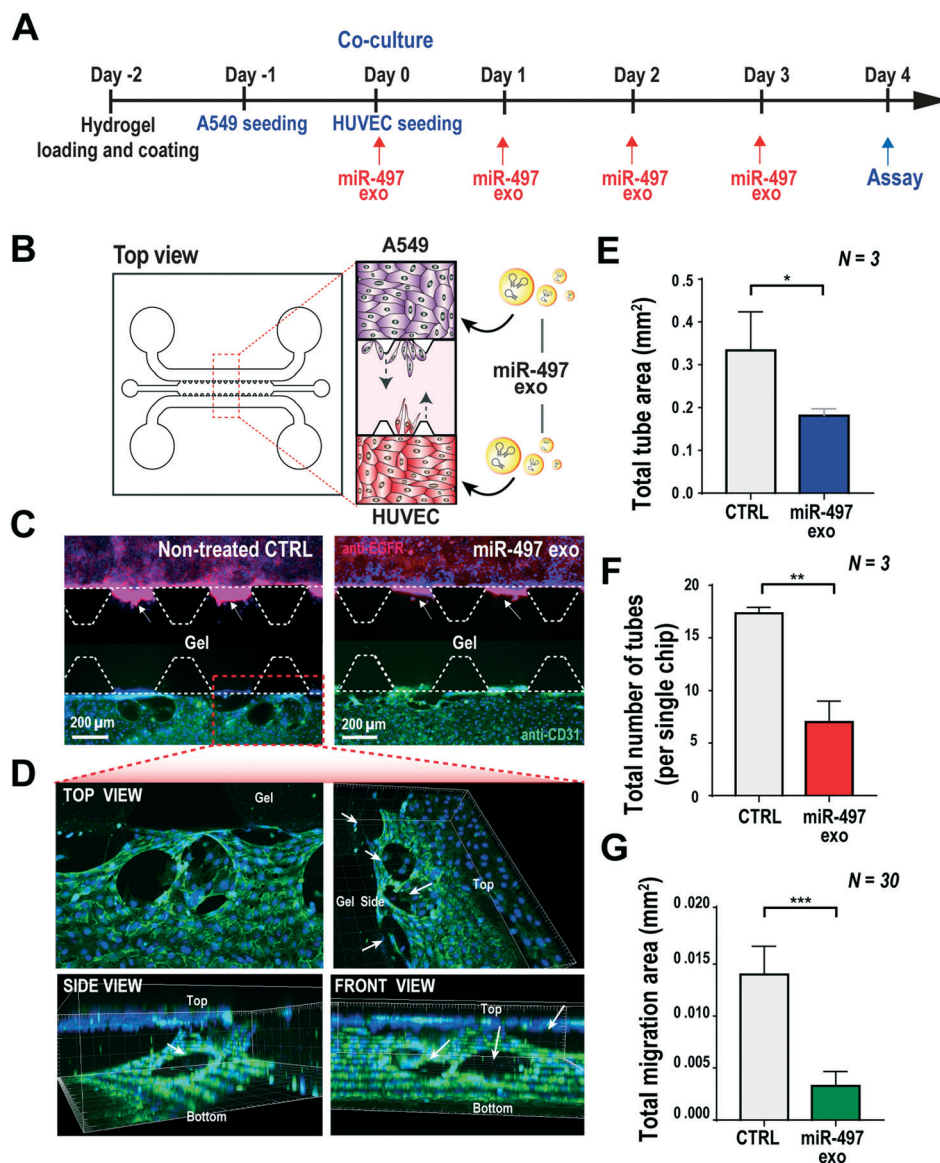 A
Co-culture
Day -2 Day -1 Day 0 Day 1 Day 2 Day 3 Day 4
Hydrogel
loading and coating
A549 seeding
HUVEC seeding
miR-497
exo
miR-497
exo
miR-497
exo
miR-497
exo
Assay
B
Top view
A549
miR-497
exo
HUVEC
C
Non-treated CTRL
anti-EGFR
miR-497 exo
Gel
200 µm
200 µm
anti-CD31
D
TOP VIEW
Gel
Gel Side
Top
SIDE VIEW
Top
Bottom
FRONT VIEW
Top
Bottom
E
N = 3
*
Total tube area (mm²)
0.5
0.4
0.3
0.2
0.1
0.0
CTRL
miR-497
exo
F
N = 3
**
Total number of tubes
(per single chip)
20
15
10
5
0
CTRL
miR-497
exo
G
N = 30
***
Total migration area (mm²)
0.020
0.015
0.010
0.005
0.000
CTRL
miR-497
exo